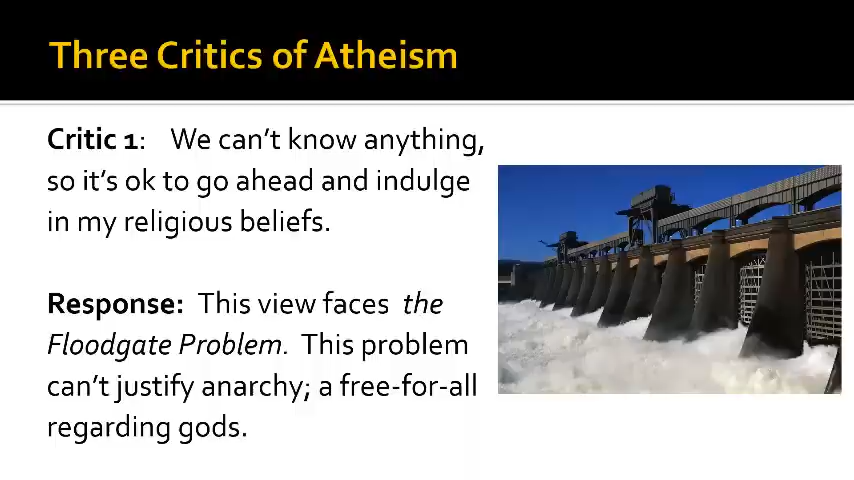 Three Critics of Atheism
Critic 1: We can't know anything,
so it's ok to go ahead and indulge
in my religious beliefs.
Response: This view faces the
Floodgate Problem. This problem
can't justify anarchy; a free-for-all
regarding gods.